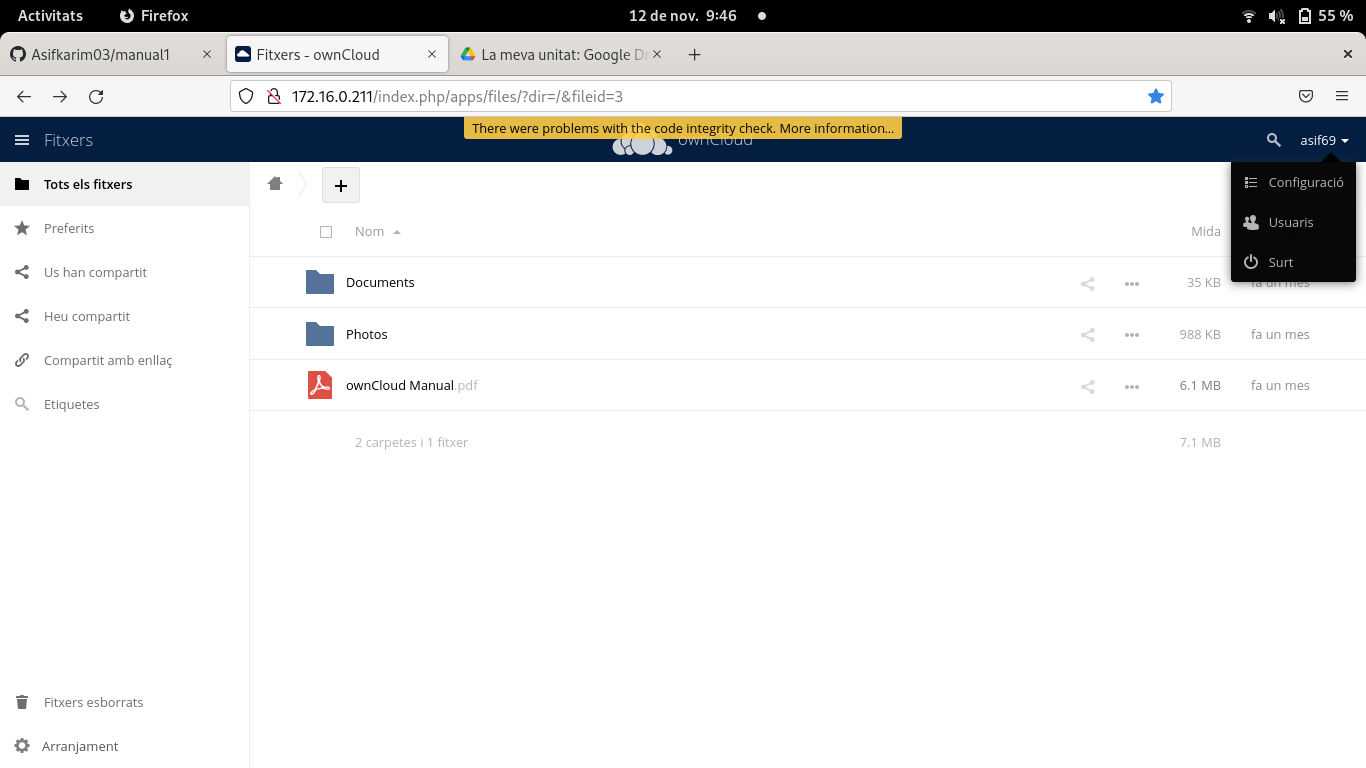 Activitats Firefox 12 de nov. 9:46 55 %
Asifkarim03/manual1 Fitxers - ownCloud La meva unitat: Google Dr
172.16.0.211/index.php/apps/files/?dir=/&fileid=3
There were problems with the code integrity check. More information...
Fitxers ownCloud asif69
Tots els fitxers
Preferits
Us han compartit
Heu compartit
Compartit amb enllaç
Etiquetes
Fitxers esborrats
Arranjament
+
Nom Mida
Documents 35 KB fa un mes
Photos 988 KB fa un mes
ownCloud Manual.pdf 6.1 MB fa un mes
2 carpetes i 1 fitxer 7.1 MB
Configuració
Usuaris
Surt